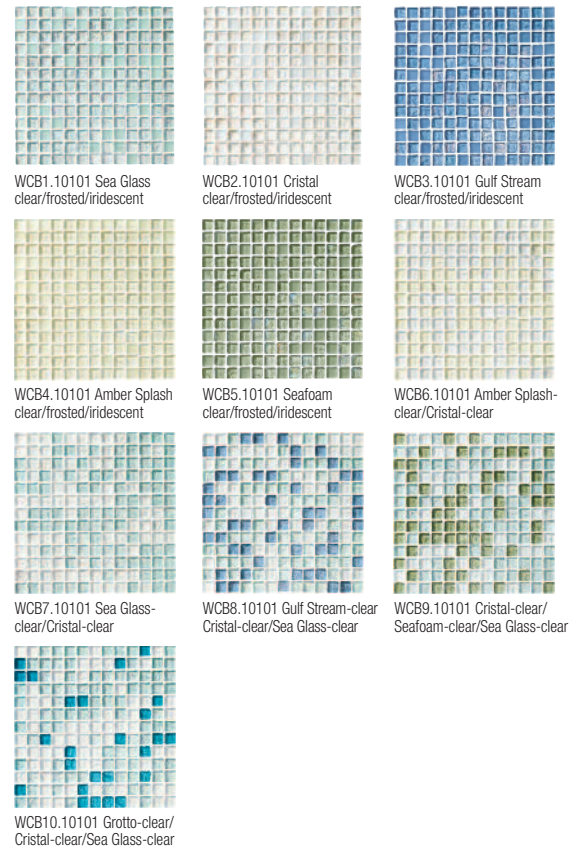 WCB1.10101 Sea Glass
clear/frosted/iridescent
WCB2.10101 Cristal
clear/frosted/iridescent
WCB3.10101 Gulf Stream
clear/frosted/iridescent
WCB4.10101 Amber Splash
clear/frosted/iridescent
WCB5.10101 Seafoam
clear/frosted/iridescent
WCB6.10101 Amber Splash-
clear/Cristal-clear
WCB7.10101 Sea Glass-
clear/Cristal-clear
WCB8.10101 Gulf Stream-clear
Cristal-clear/Sea Glass-clear
WCB9.10101 Cristal-clear/
Seafoam-clear/Sea Glass-clear
WCB10.10101 Grotto-clear/
Cristal-clear/Sea Glass-clear